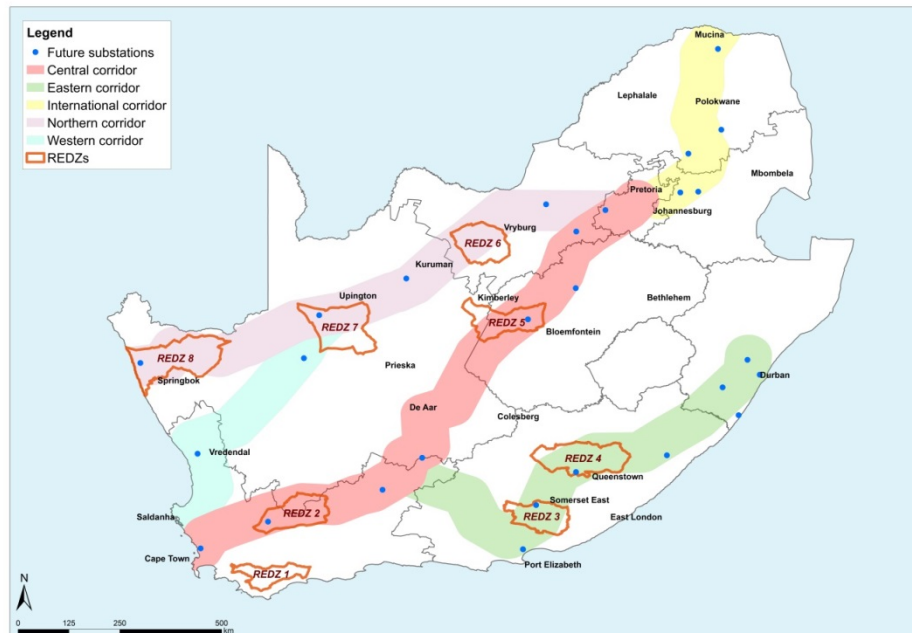 Legend
Future substations
Central corridor
Eastern corridor
International corridor
Northern corridor
Western corridor
REDZs
Mucina
Lephalale
Polokwane
Mbombela
Pretoria
Johannesburg
Vryburg
REDZ 6
Kuruman
Upington
Kimberley
Bethlehem
REDZ 7
REDZ 5
Bloemfontein
REDZ 8
Prieska
Springbok
Durban
De Aar
Colesberg
Vredendal
REDZ 4
Queenstown
Somerset East
Saldanha
REDZ 2
REDZ 3
East London
Cape Town
Port Elizabeth
REDZ 1
N
0 125 250 500
km